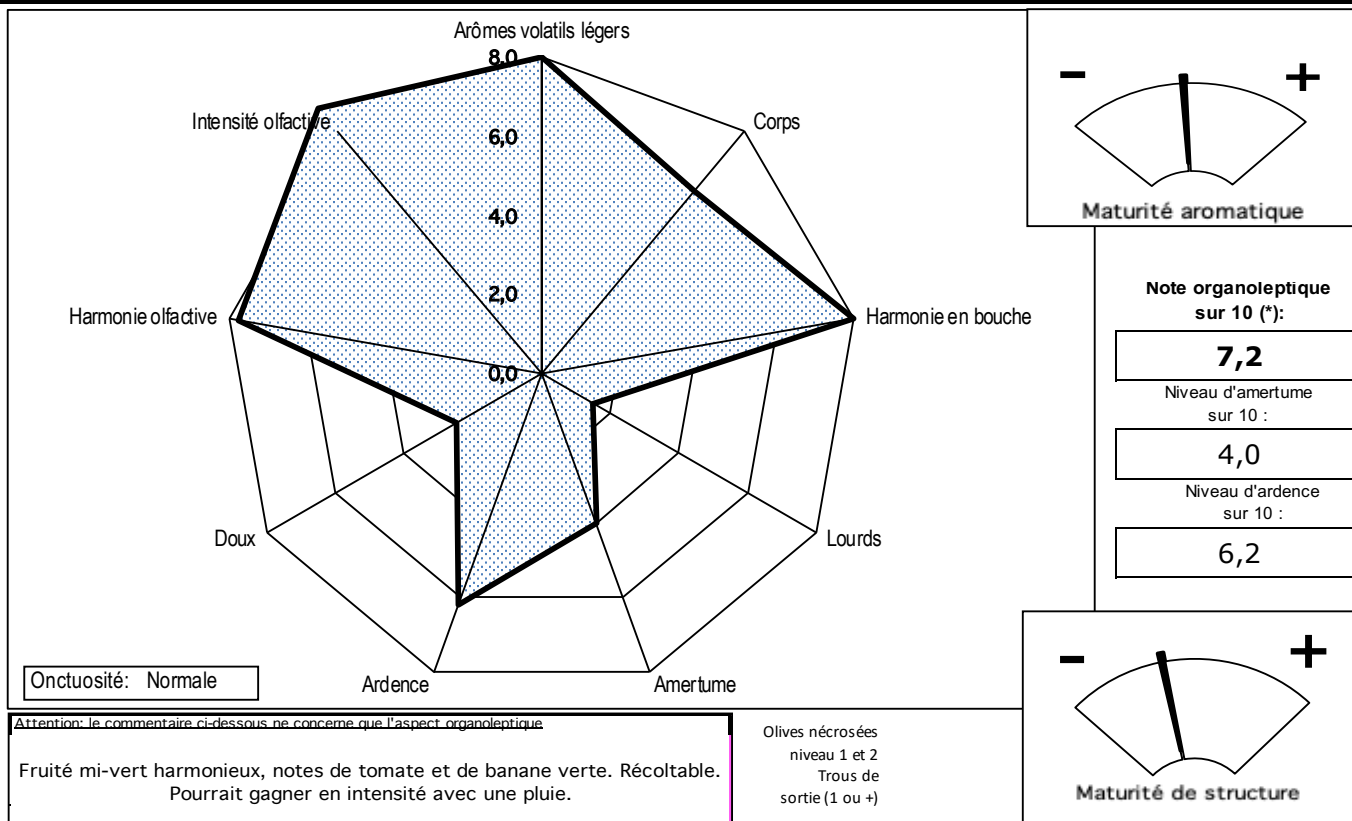 Arômes volatils légers
8,0
Corps
Intensité olfactive
6,0
4,0
2,0
Harmonie olfactive
Harmonie en bouche
0,0
Doux
Lourds
Ardence
Amertume
Onctuosité: Normale
- +
Maturité aromatique
Note organoleptique
sur 10 (*):
7,2
Niveau d'amertume
sur 10 :
4,0
Niveau d'ardence
sur 10 :
6,2
- +
Maturité de structure
Attention: le commentaire ci-dessous ne concerne que l'aspect organoleptique
Fruité mi-vert harmonieux, notes de tomate et de banane verte. Récoltable.
Pourrait gagner en intensité avec une pluie.
Olives nécrosées
niveau 1 et 2
Trous de
sortie (1 ou +)